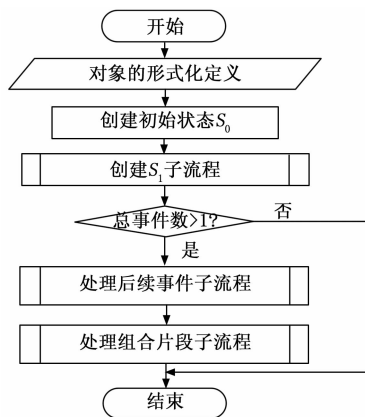 开始
对象的形式化定义
创建初始状态S0
创建S1子流程
总事件数>1?
否
是
处理后续事件子流程
处理组合片段子流程
结束